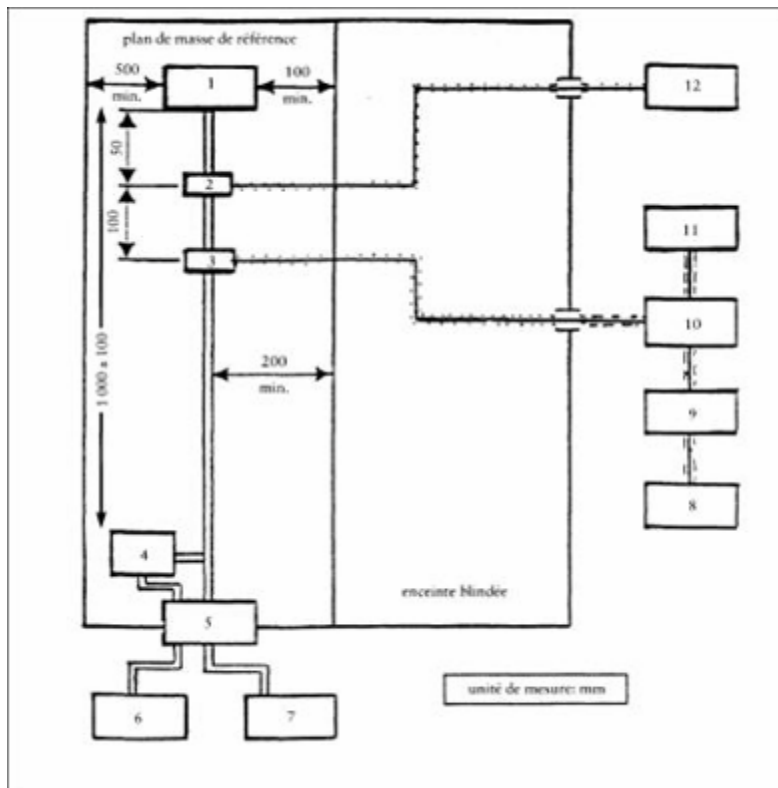 plan de masse de référence
500
min.
1
100
min.
12
50
2
100
3
11
10
1 000 ± 100
200
min.
9
8
4
5
enceinte blindée
6
7
unité de mesure: mm